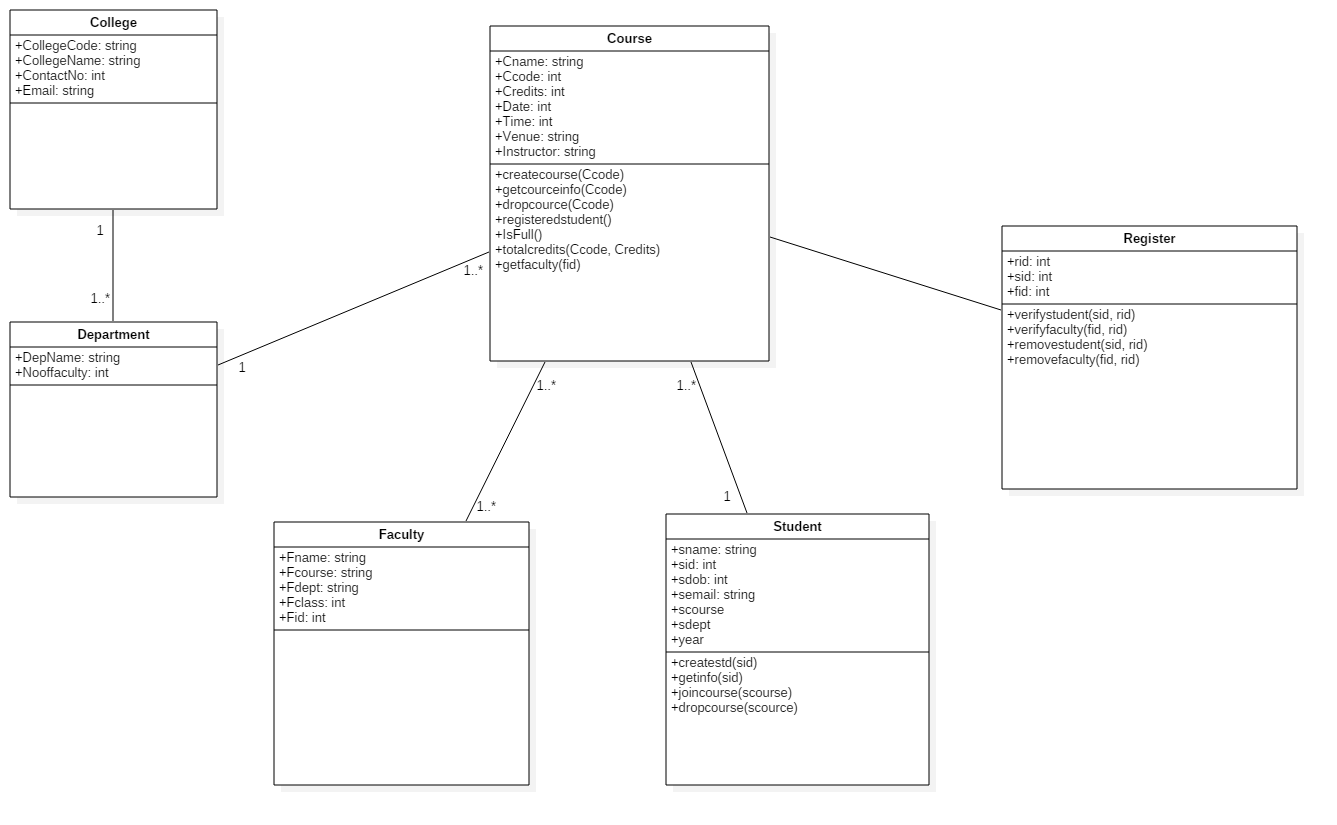 College
+CollegeCode: string
+CollegeName: string
+ContactNo: int
+Email: string
1
1..*
Department
+DepName: string
+Nooffaculty: int
1
1..*
Course
+Cname: string
+Ccode: int
+Credits: int
+Date: int
+Time: int
+Venue: string
+Instructor: string
+createcourse(Ccode)
+getcourceinfo(Ccode)
+dropcource(Ccode)
+registeredstudent()
+IsFull()
+totalcredits(Ccode, Credits)
+getfaculty(fid)
1..*
1..*
Faculty
+Fname: string
+Fcourse: string
+Fdept: string
+Fclass: int
+Fid: int
1..*
1
Student
+sname: string
+sid: int
+sdob: int
+semail: string
+scourse
+sdept
+year
+createstd(sid)
+getinfo(sid)
+joincourse(scourse)
+dropcourse(scource)
Register
+rid: int
+sid: int
+fid: int
+verifystudent(sid, rid)
+verifyfaculty(fid, rid)
+removestudent(sid, rid)
+removefaculty(fid, rid)